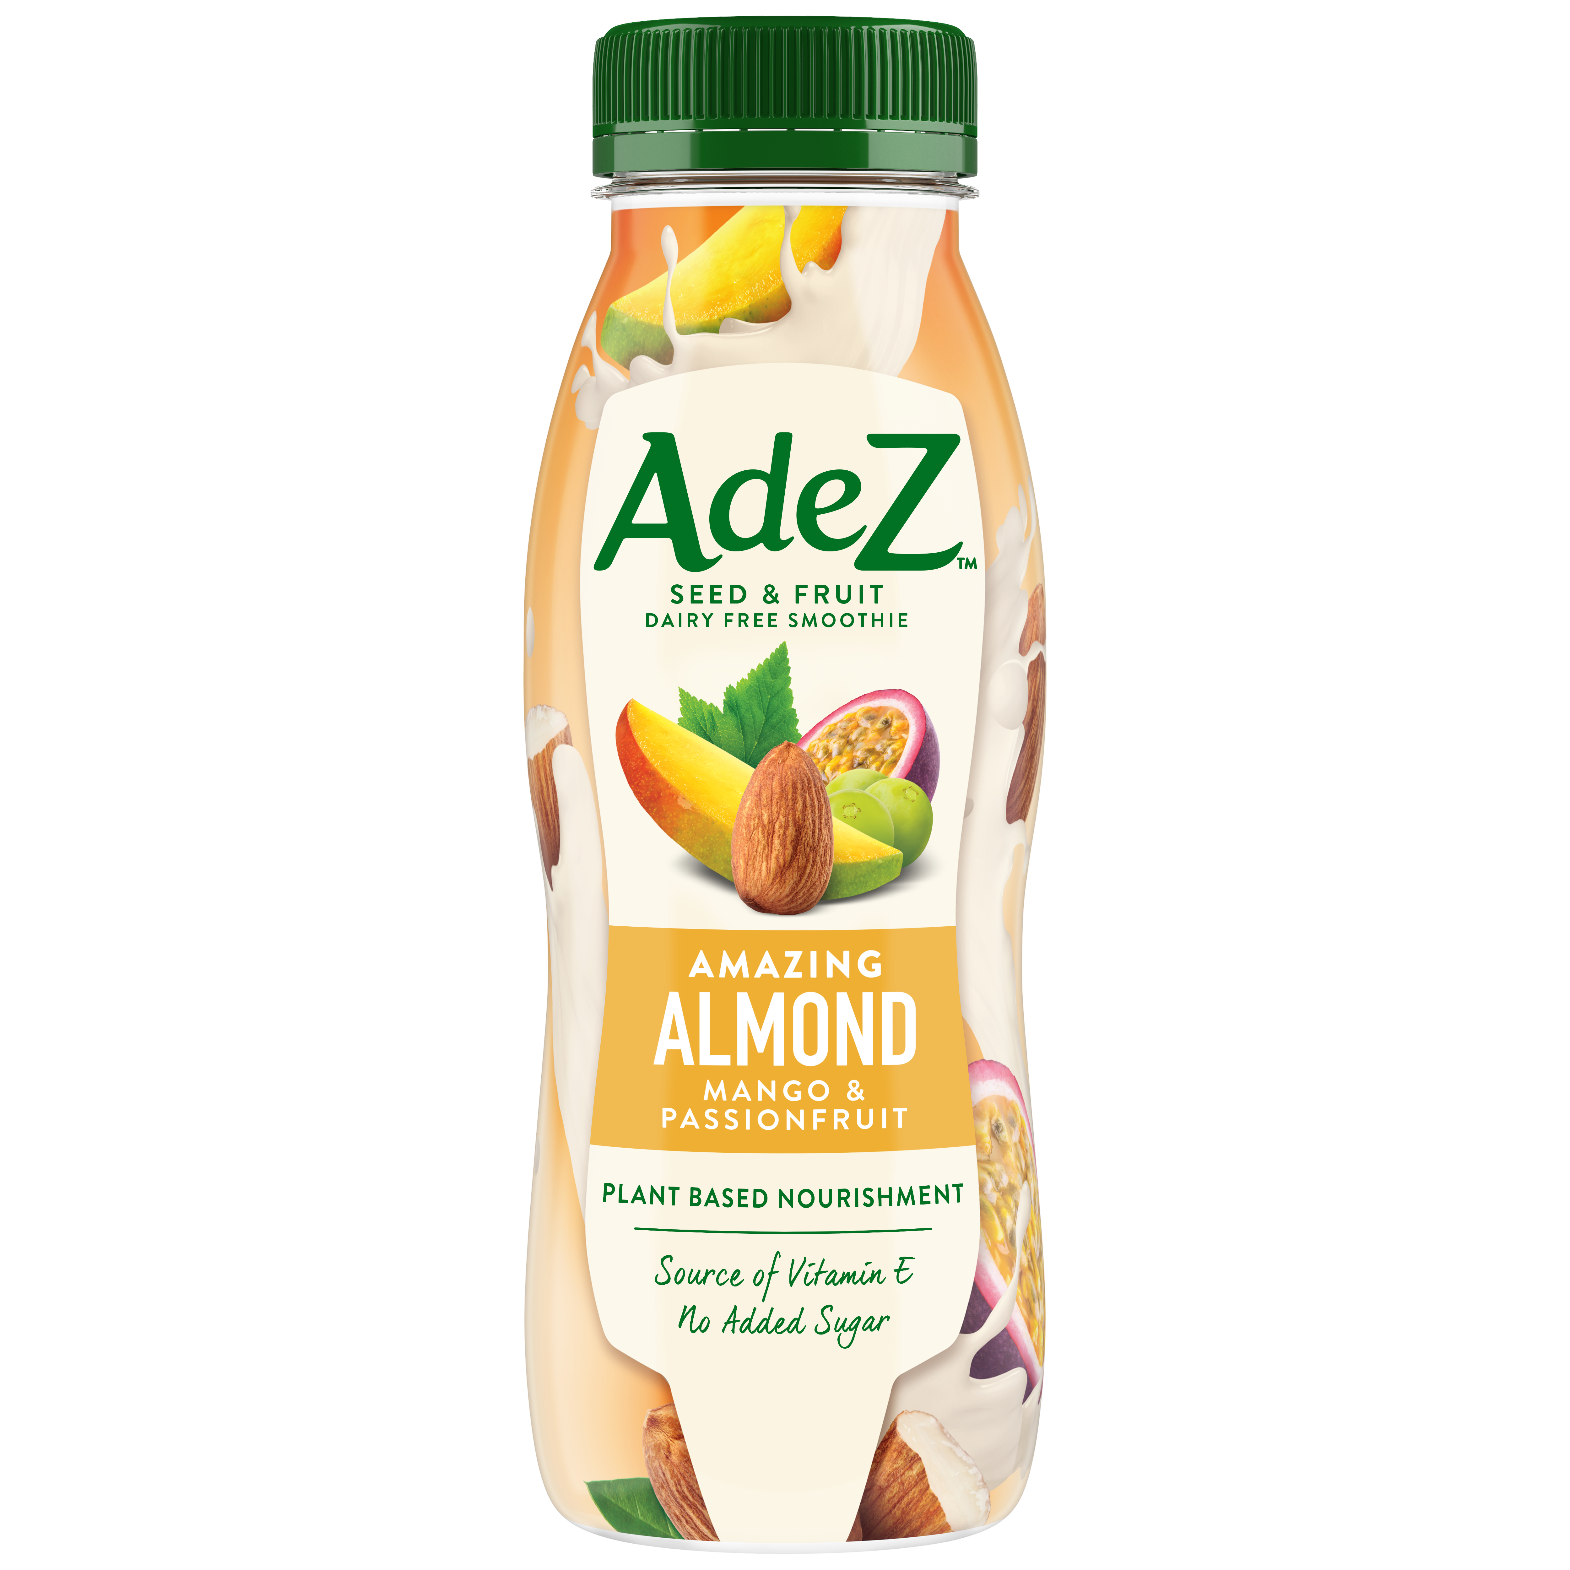 AdeZ™
SEED & FRUIT
DAIRY FREE SMOOTHIE
AMAZING
ALMOND
MANGO &
PASSIONFRUIT
PLANT BASED NOURISHMENT
Source of Vitamin E
No Added Sugar